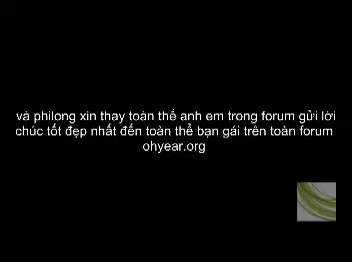 và philong xin thay toàn thể anh em trong forum gửi lời
chúc tốt đẹp nhất đến toàn thể bạn gái trên toàn forum
ohyear.org